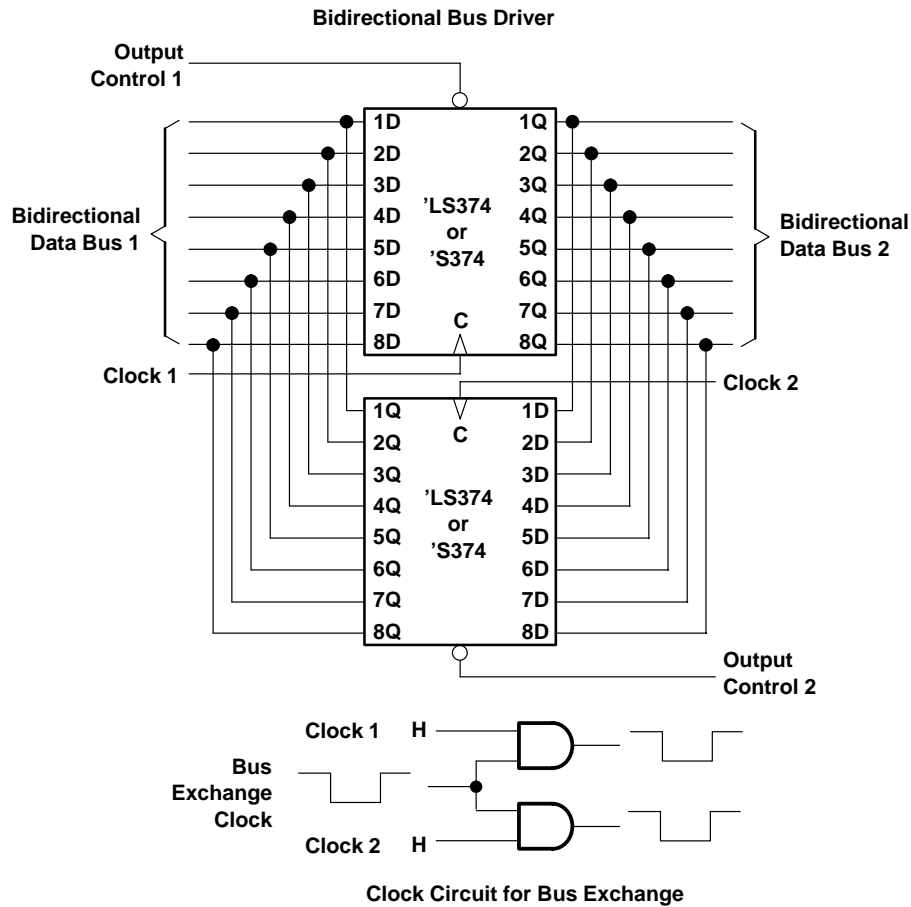 Bidirectional Bus Driver
Output
Control 1
1D
1Q
2D
2Q
3D
3Q
’LS374
or
’S374
4D
4Q
Bidirectional
Data Bus 1
Bidirectional
Data Bus 2
5D
5Q
6D
6Q
7D
7Q
C
8D
8Q
Clock 1
Clock 2
1Q
1D
C
2Q
2D
3Q
3D
’LS374
or
’S374
4Q
4D
5Q
5D
6Q
6D
7Q
7D
8Q
8D
Output
Control 2
Clock 1 H
Bus
Exchange
Clock
Clock 2 H
Clock Circuit for Bus Exchange